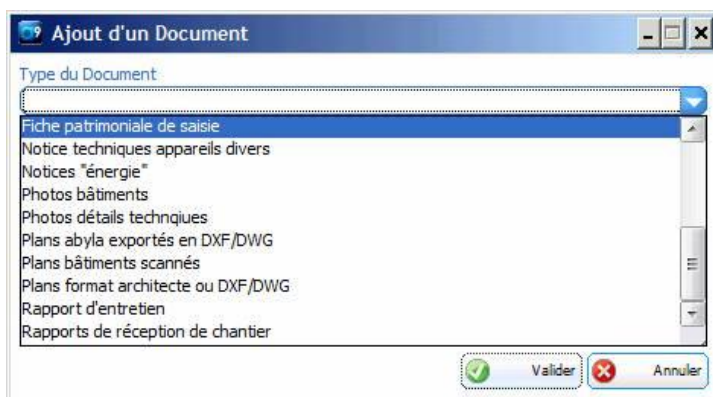 Ajout d'un Document
Type du Document
Fiche patrimoniale de saisie
Notice techniques appareils divers
Notices "énergie"
Photos bâtiments
Photos détails technqiues
Plans abyla exportés en DXF/DWG
Plans bâtiments scannés
Plans format architecte ou DXF/DWG
Rapport d'entretien
Rapports de réception de chantier
Valider Annuler